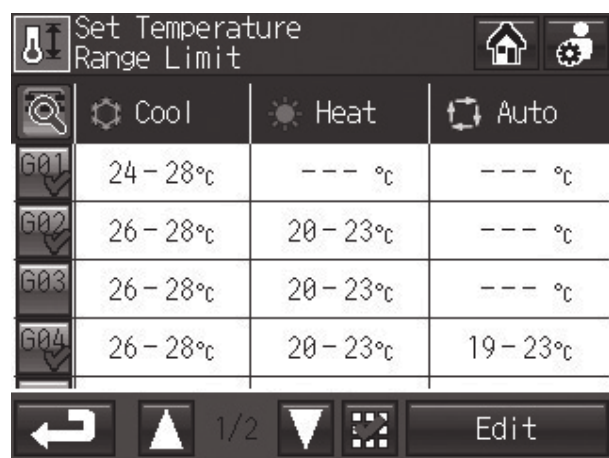 Set Temperature
Range Limit
Cool Heat Auto
G01 24－28℃ --- ℃ --- ℃
G02 26－28℃ 20－23℃ --- ℃
G03 26－28℃ 20－23℃ --- ℃
G04 26－28℃ 20－23℃ 19－23℃
1/2 Edit